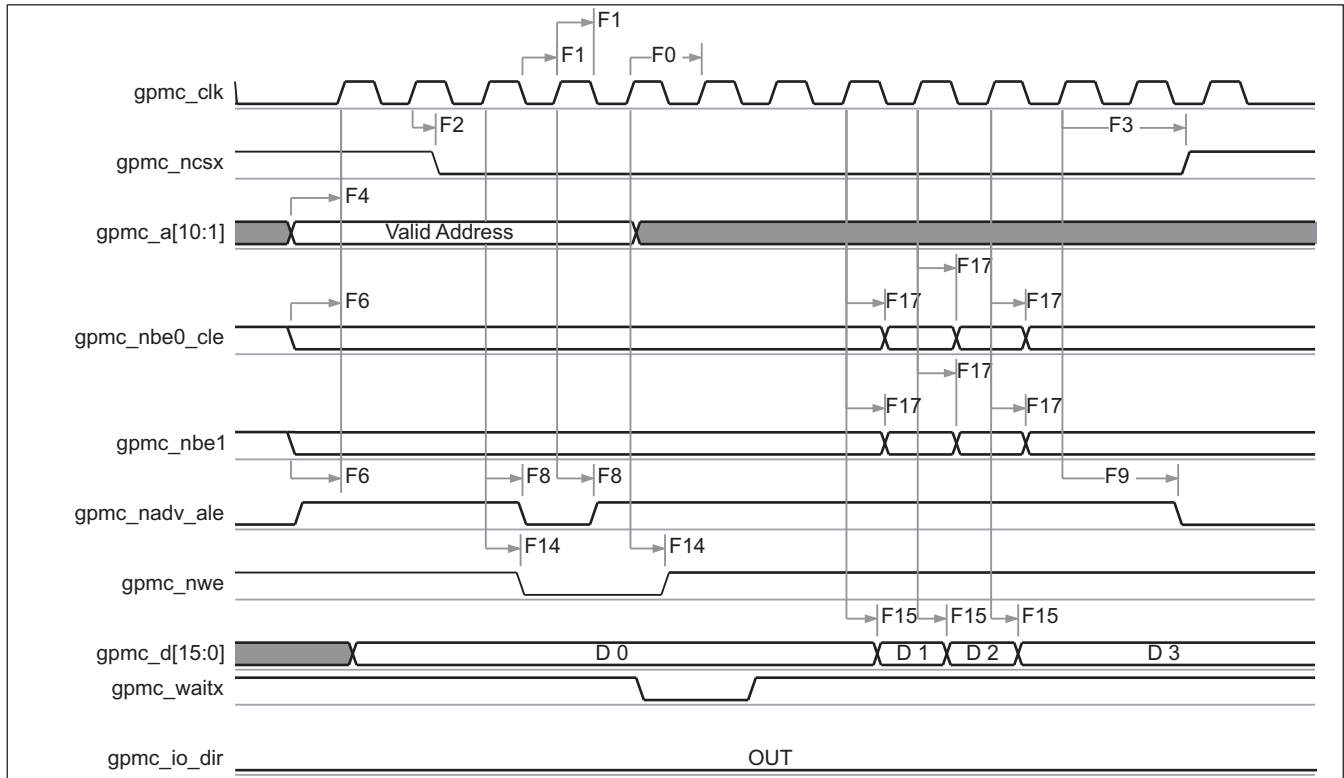 F1
F1
F0
gpmc_clk
F2
F3
gpmc_ncsx
F4
gpmc_a[10:1]
Valid Address
F17
F6
F17
F17
gpmc_nbe0_cle
F17
F17
F17
gpmc_nbe1
F6
F8
F8
F9
gpmc_nadv_ale
F14
F14
gpmc_nwe
F15
F15
F15
gpmc_d[15:0]
D 0
D 1
D 2
D 3
gpmc_waitx
gpmc_io_dir
OUT